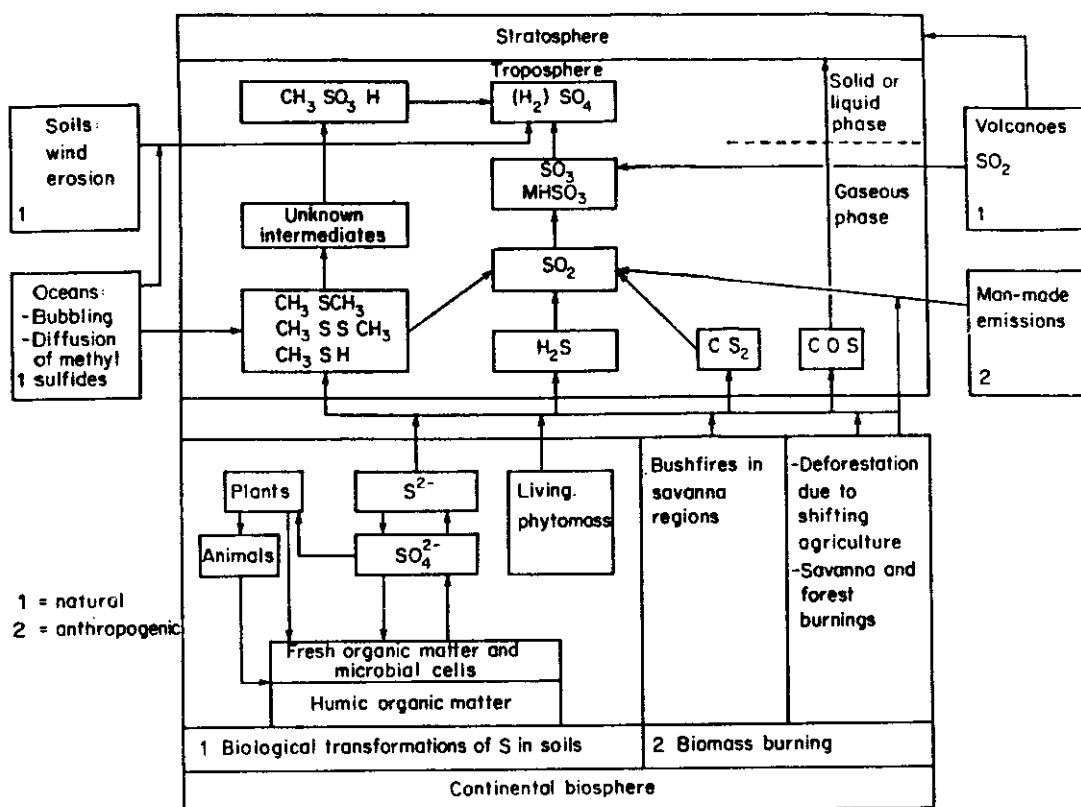 Stratosphere
Troposphere
CH₃ SO₃ H
(H₂) SO₄
Solid or
liquid
phase
Soils:
wind
erosion
1
Volcanoes
SO₂
1
SO₃
MHSO₃
Gaseous
phase
Unknown
intermediates
SO₂
Oceans:
-Bubbling
-Diffusion
of methyl
1 sulfides
CH₃ SCH₃
CH₃ S S CH₃
CH₃ S H
H₂S
C S₂
C O S
Man-made
emissions
2
Plants
S²⁻
Living.
phytomass
Bushfires in
savanna
regions
-Deforestation
due to
shifting
agriculture
-Savanna and
forest
burnings
Animals
SO₄²⁻
1 = natural
2 = anthropogenic
Fresh organic matter and
microbial cells
Humic organic matter
1 Biological transformations of S in soils
2 Biomass burning
Continental biosphere